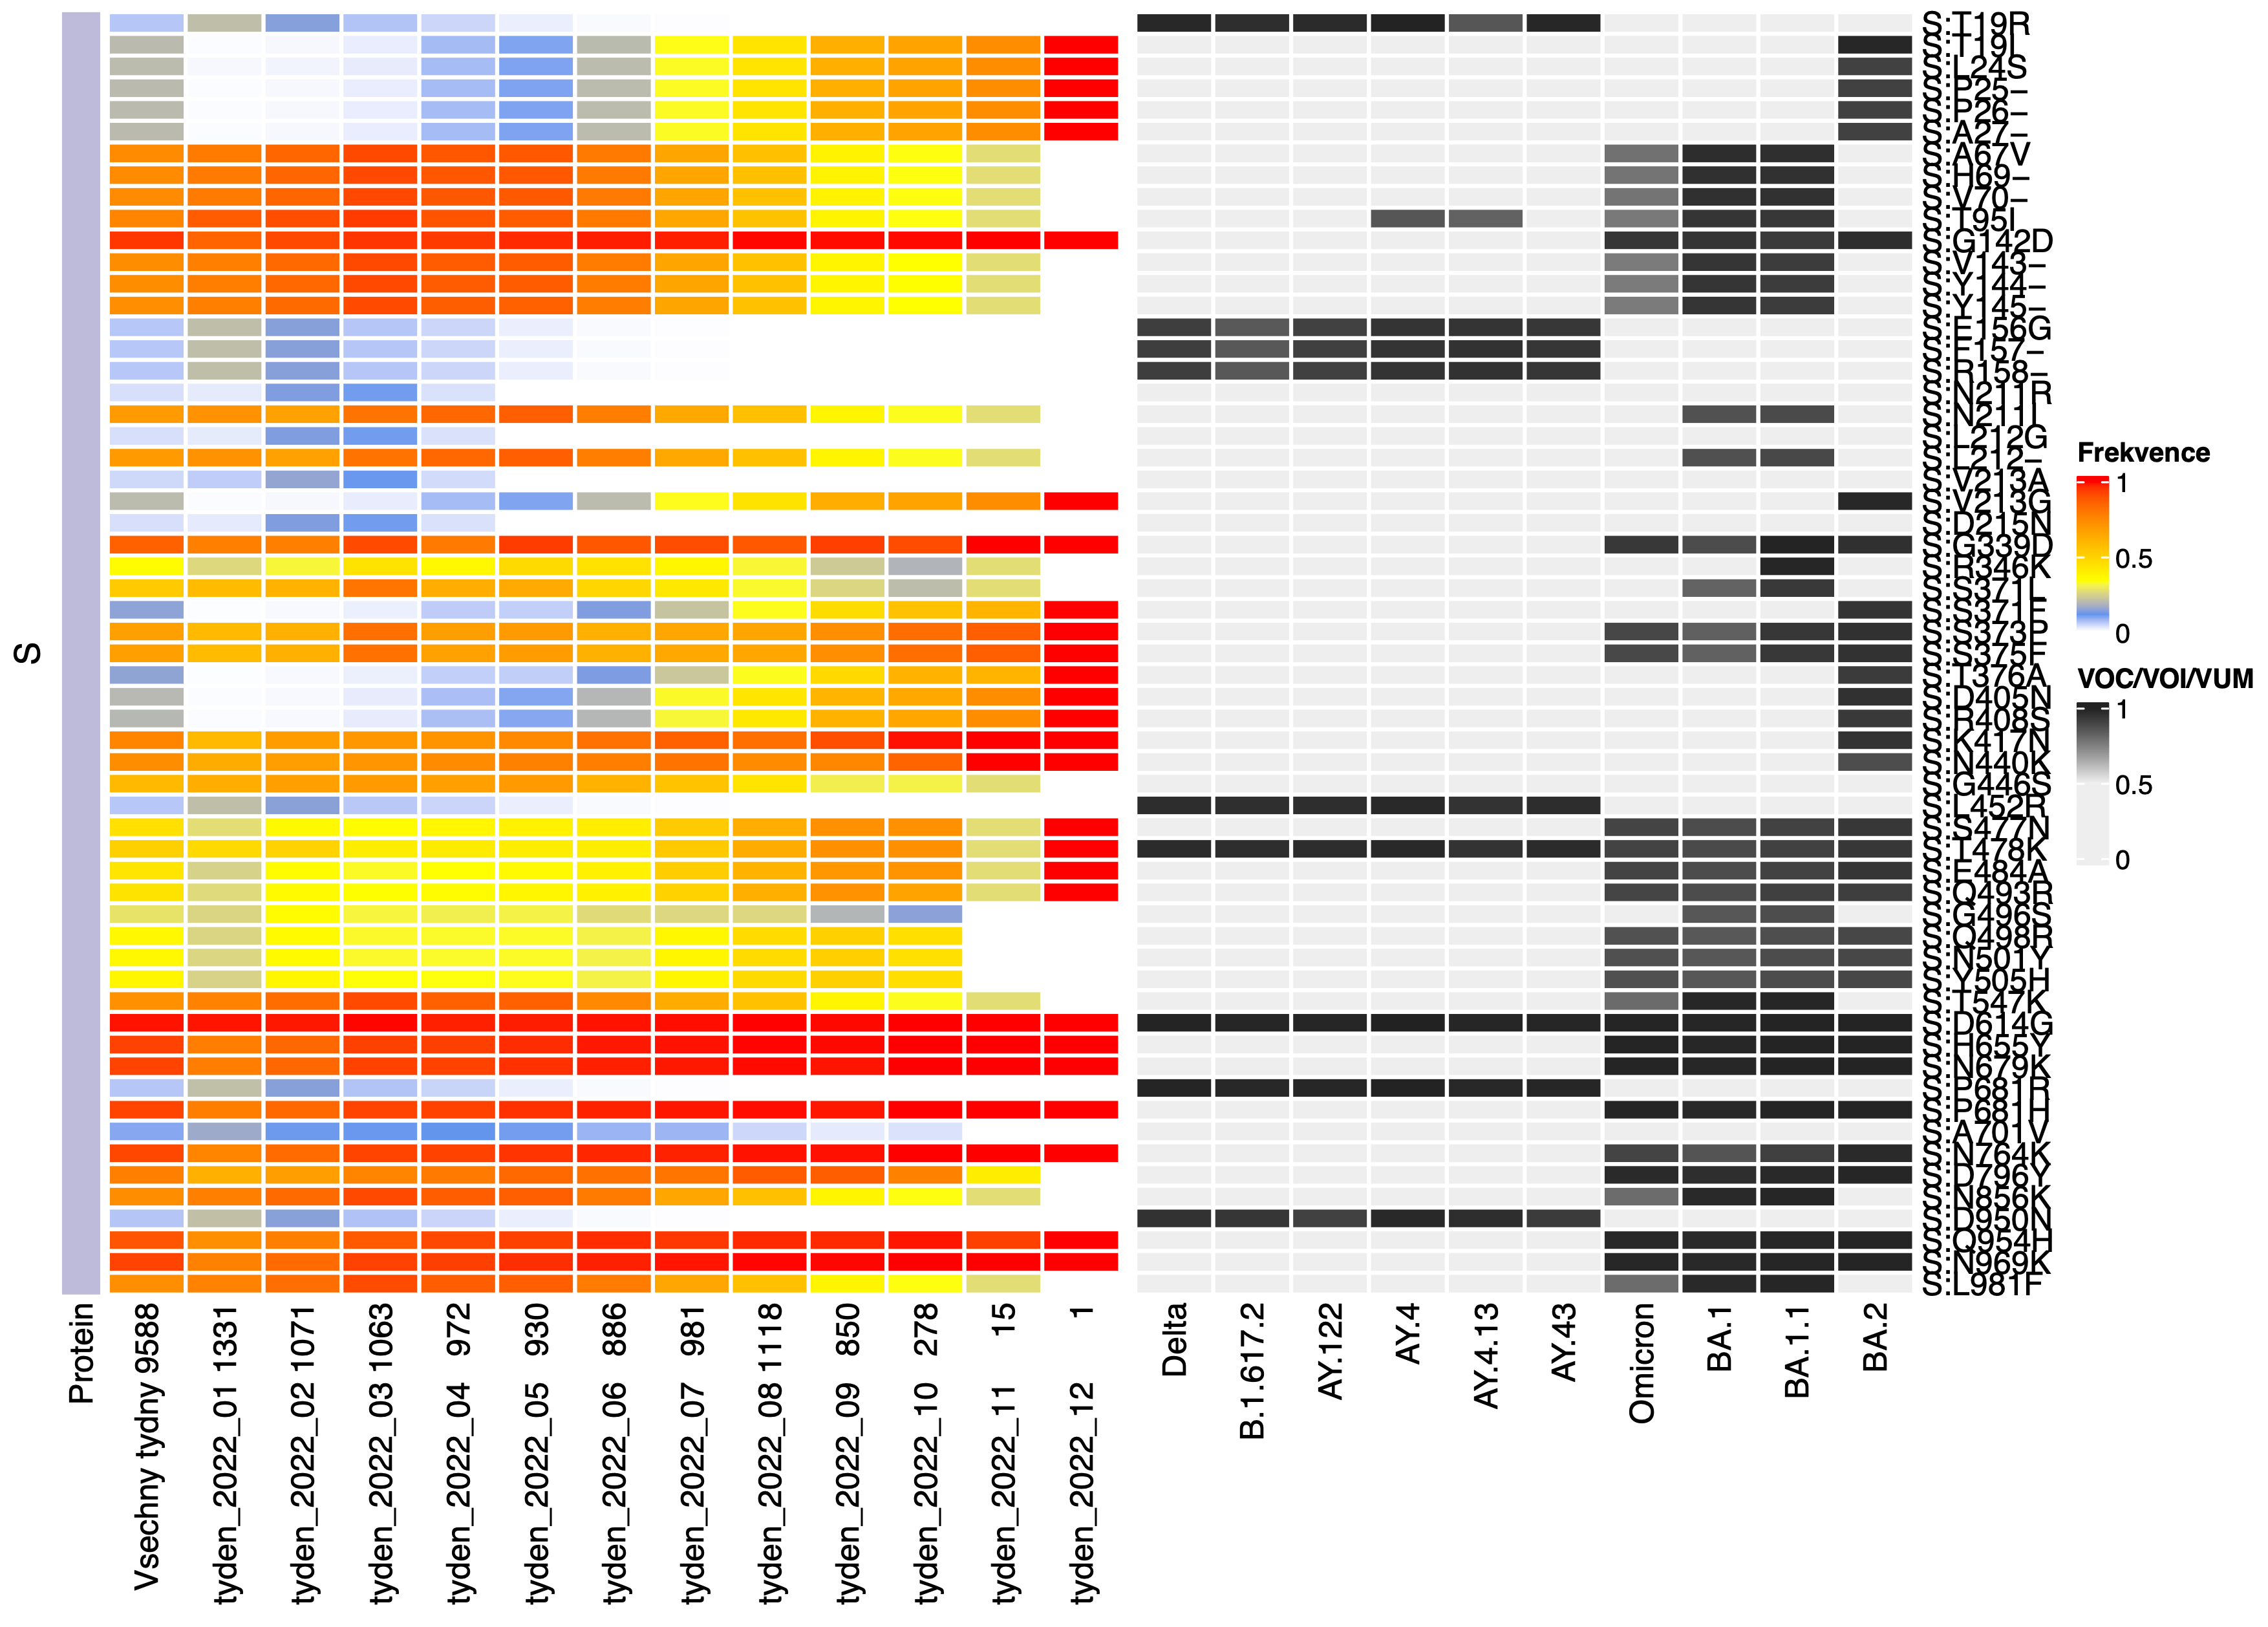 S:T19R
S:T19I
S:L24S
S:P25−
S:P26−
S:A27−
S:A67V
S:H69−
S:V70−
S:T95I
S:G142D
S:V143−
S:Y144−
S:Y145−
S:E156G
S:F157−
S:R158−
S:N211R
S:N211I
S:L212G
S:L212−
S:V213A
S:V213G
S:D215N
S:G339D
S:R346K
S:S371L
S:S371F
S:S373P
S:S375F
S:T376A
S:D405N
S:R408S
S:K417N
S:N440K
S:G446S
S:L452R
S:S477N
S:T478K
S:E484A
S:Q493R
S:G496S
S:Q498R
S:N501Y
S:Y505H
S:T547K
S:D614G
S:H655Y
S:N679K
S:P681R
S:P681H
S:A701V
S:N764K
S:D796Y
S:N856K
S:D950N
S:Q954H
S:N969K
S:L981F
S
Protein
Vsechny tydny 9588
tyden_2022_01 1331
tyden_2022_02 1071
tyden_2022_03 1063
tyden_2022_04 972
tyden_2022_05 930
tyden_2022_06 886
tyden_2022_07 981
tyden_2022_08 1118
tyden_2022_09 850
tyden_2022_10 278
tyden_2022_11 15
tyden_2022_12 1
Delta
B.1.617.2
AY.122
AY.4
AY.4.13
AY.43
Omicron
BA.1
BA.1.1
BA.2
Frekvence
1
0.5
0
VOC/VOI/VUM
1
0.5
0